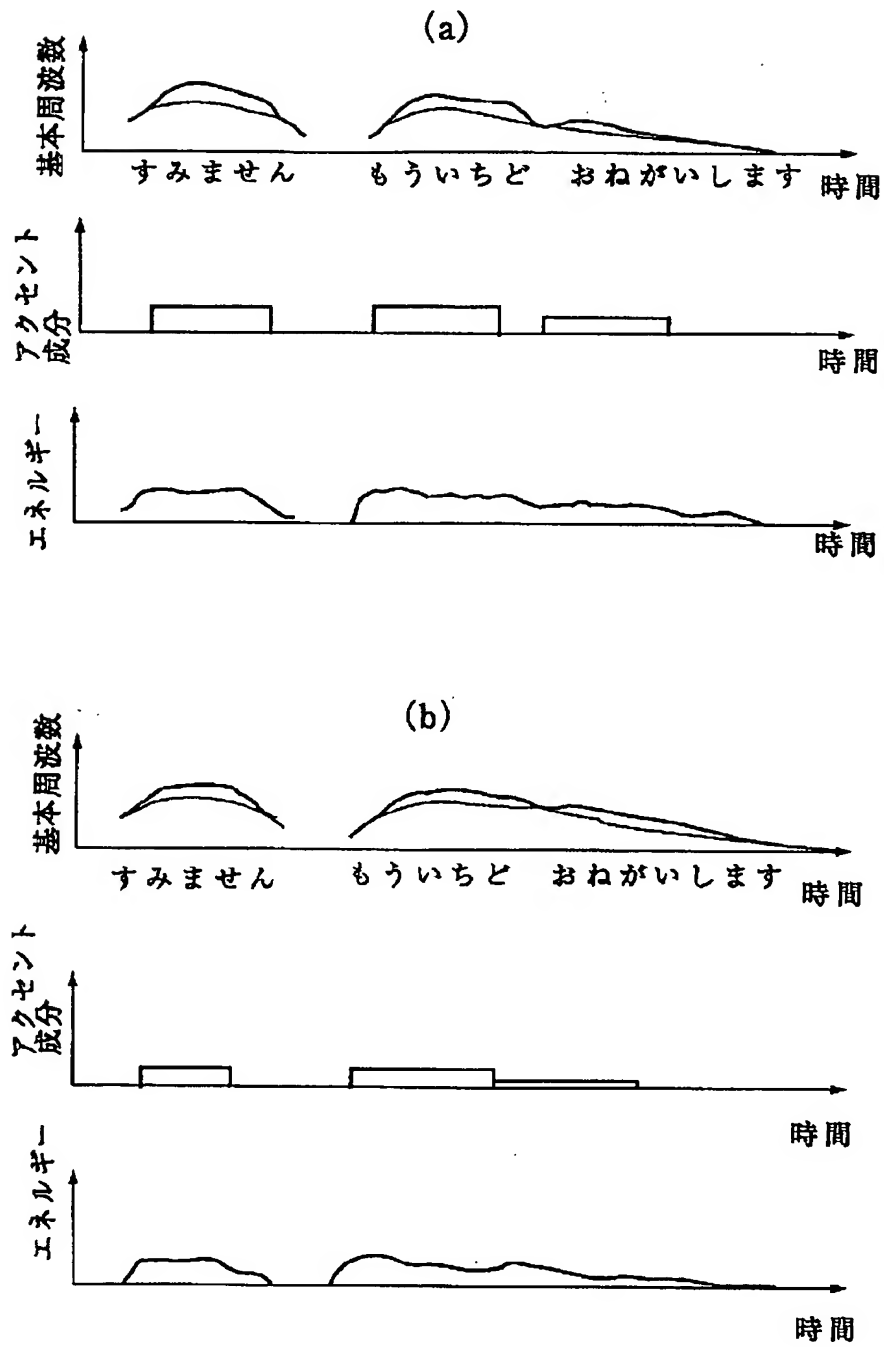 (a)
基本周波数
すみません もういちど おねがいします 時間
アクセント
成分
時間
エネルギー
時間
(b)
基本周波数
すみません もういちど おねがいします 時間
アクセント
成分
時間
エネルギー
時間